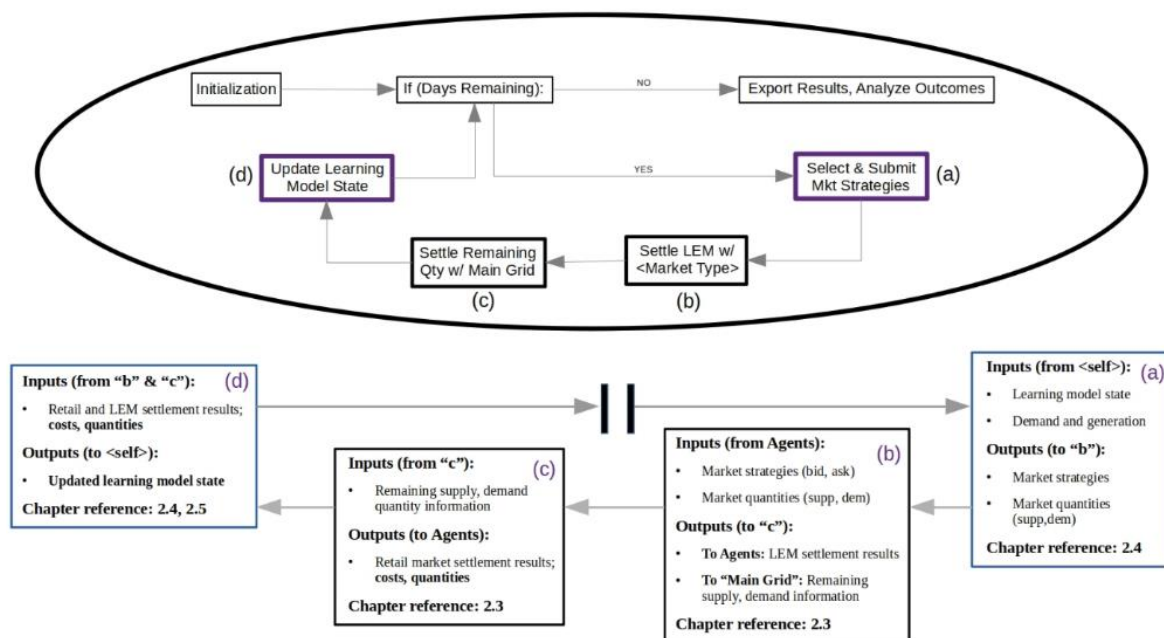 Initialization
If (Days Remaining):
NO
Export Results, Analyze Outcomes
(d)
Update Learning
Model State
YES
Select & Submit
Mkt Strategies
(a)
Settle Remaining
Qty w/ Main Grid
(c)
Settle LEM w/
<Market Type>
(b)
Inputs (from “b” & “c”):
(d)
• Retail and LEM settlement results;
costs, quantities
Outputs (to <self>):
• Updated learning model state
Chapter reference: 2.4, 2.5
Inputs (from “c”):
(c)
• Remaining supply, demand
quantity information
Outputs (to Agents):
• Retail market settlement results;
costs, quantities
Chapter reference: 2.3
Inputs (from Agents):
(b)
• Market strategies (bid, ask)
• Market quantities (supp, dem)
Outputs (to “c”):
• To Agents: LEM settlement results
• To “Main Grid”: Remaining
supply, demand information
Chapter reference: 2.3
Inputs (from <self>):
(a)
• Learning model state
• Demand and generation
Outputs (to “b”):
• Market strategies
• Market quantities
(supp,dem)
Chapter reference: 2.4